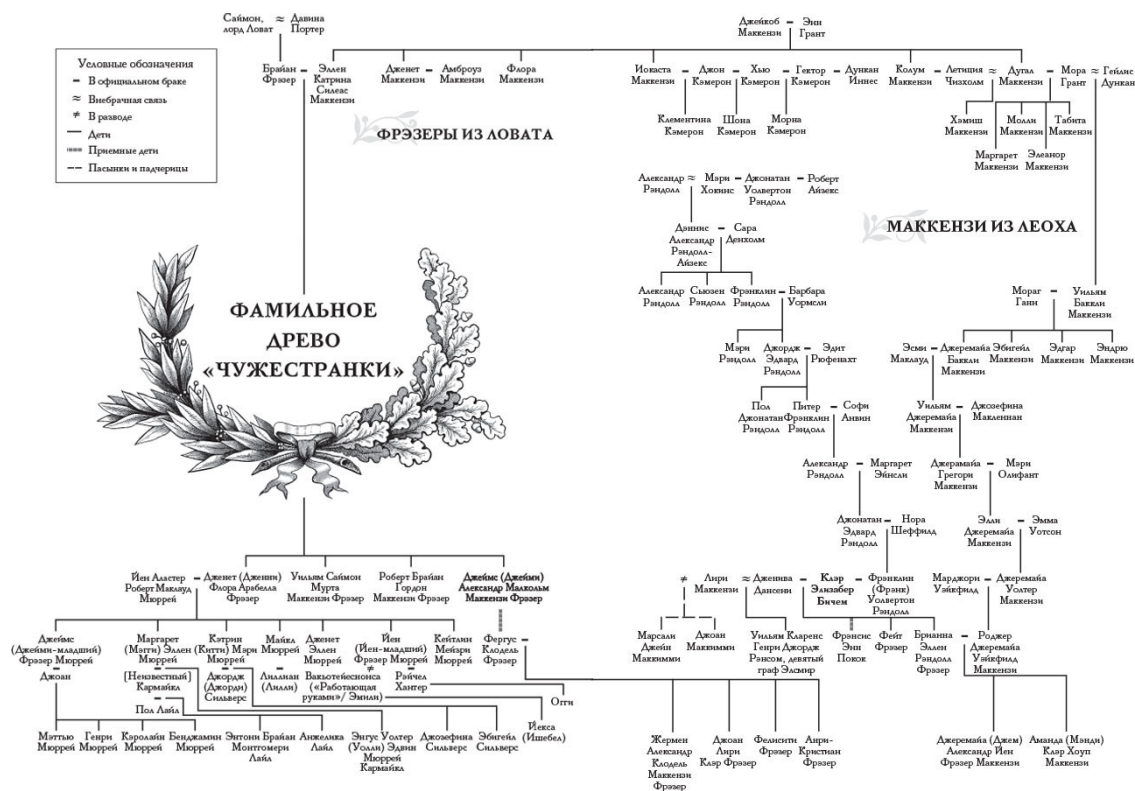 Саймон, ≈ Давина
лорд Ловат Портер
Условные обозначения
– В официальном браке
≈ Внебрачная связь
≠ В разводе
— Дети
Приемные дети
Пасынки и падчерицы
Брайан – Эллен
Фрэзер Катрина
Силеас
Маккензи
Дженет – Амброуз
Маккензи Маккензи
Флора
Маккензи
ФРЭЗЕРЫ ИЗ ЛОВАТА
Джейкоб – Энн
Маккензи Грант
Иокаста – Джон – Хью – Гектор – Дункан
Маккензи Кэмерон Кэмерон Кэмерон Иннес
Колум – Летиция ≈ Дугал – Мора ≈ Гейлис
Маккензи Чизхолм Маккензи Грант Дункан
Клементина Шона Морна
Кэмерон Кэмерон Кэмерон
Хэмиш Молли Табита
Маккензи Маккензи Маккензи
Маргарет Элеанор
Маккензи Маккензи
Александр ≈ Мэри – Джонатан – Роберт
Рэндолл Хокинс Уолвертон Айзекс
Рэндолл
МАККЕНЗИ ИЗ ЛЕОХА
Дэннис – Сара
Александр Денхолм
Рэндолл-
Айзекс
Александр Сьюзен Фрэнклин – Барбара
Рэндолл Рэндолл Рэндолл Уормсли
Мораг – Уильям
Ганн Баккли
Маккензи
ФАМИЛЬНОЕ
ДРЕВО
«ЧУЖЕСТРАНКИ»
Мэри Джордж – Эдит
Рэндолл Эдвард Рюфенахт
Рэндолл
Эсми – Джеремайа Эбигейл Эдгар Эндрю
Маклауд Баккли Маккензи Маккензи Маккензи
Маккензи
Пол Питер – Софи
Джонатан Фрэнклин Анвин
Рэндолл Рэндолл
Уильям – Джозефина
Джеремайа Макленнан
Маккензи
Александр – Маргарет
Рэндолл Эйнсли
Джерамайа – Мэри
Грегори Олифант
Маккензи
Джонатан – Нора
Эдвард Шеффилд
Рэндолл
Элли – Эмма
Джеремайа Уотсон
Маккензи
Йен Аластер – Дженет (Дженни)
Роберт Маклауд Флора Арабелла
Мюррей Фрэзер
Уильям Саймон
Мурта
Маккензи Фрэзер
Роберт Брайан
Гордон
Маккензи Фрэзер
Джеймс (Джейми)
Александр Малкольм
Маккензи Фрэзер
≠ Лири ≈ Дженива – Клэр – Фрэнклин
Маккензи Дансени Элизабер (Фрэнк)
Бичем Уолвертон
Рэндолл
Марджори – Джеремайа
Уэйкфилд Уолтер
Маккензи
Джеймс
(Джейми-младший)
Фрэзер Мюррей
– Джоан
Маргарет
(Мэгги) Эллен
Мюррей
– [Неизвестный]
Кармайкл
– Пол Лайл
Кэтрин
(Китти) Мэри
Мюррей
– Джордж
(Джорди)
Сильверс
Майкл
Мюррей
– Лиллиан
(Лилли)
Дженет
Эллен
Мюррей
Йен
(Йен-младший)
Фрэзер Мюррей
Вакьотейеснонса ≠ – Рэйчел
(«Работающая Хантер
руками»/ Эмили)
Кейтлин
Мейзри
Мюррей
Фергус –
Клодель
Фрэзер
Огги
Йекса
(Ишебел)
Марсали Джоан
Джейн Маккимми
Маккимми
Уильям Кларенс
Генри Джордж
Рэнсом, девятый
граф Элсмир
Фрэнсис Фейт
Энн Фрэзер
Покок
Брианна – Роджер
Эллен Джеремайа
Рэндолл Уэйкфилд
Фрэзер Маккензи
Мэттью Генри Кэролайн Бенджамин
Мюррей Мюррей Мюррей Мюррей
Энтони Брайан
Монтгомери
Лайл
Анжелика
Лайл
Энгус Уолтер
(Уолли) Эдвин
Мюррей
Кармайкл
Джозефина Эбигейл
Сильверс Сильверс
Жермен
Александр
Клодель
Маккензи
Фрэзер
Джоан
Лири
Клэр Фрэзер
Фелисити
Фрэзер
Анри-
Кристиан
Фрэзер
Джеремайа (Джем)
Александр Йен
Фрэзер Маккензи
Аманда (Мэнди)
Клэр Хоуп
Маккензи